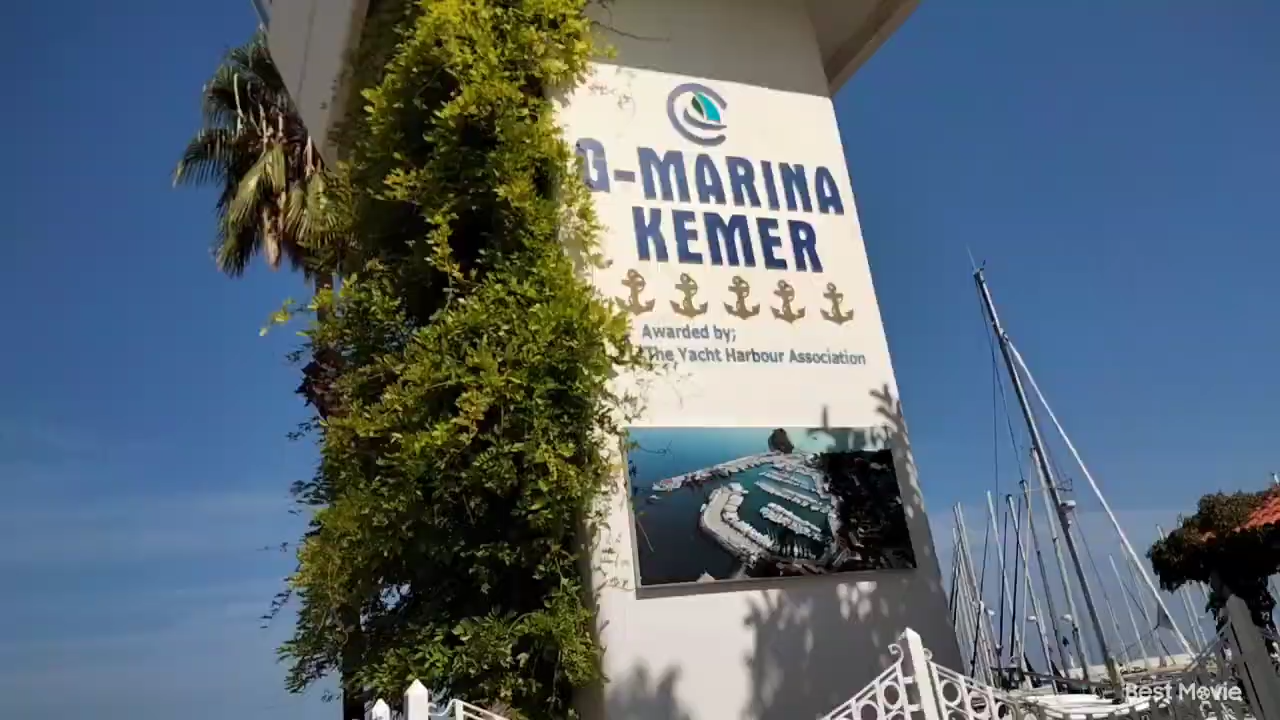 G-MARINA
KEMER
Awarded by;
The Yacht Harbour Association
Best Movie